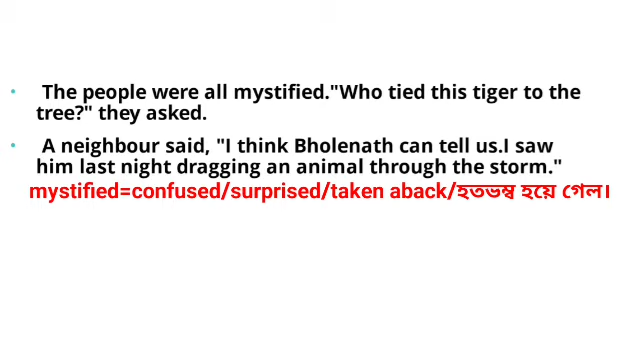 • The people were all mystified."Who tied this tiger to the
tree?" they asked.
• A neighbour said, "I think Bholenath can tell us.I saw
him last night dragging an animal through the storm."
mystified=confused/surprised/taken aback/হতভম্ব হয়ে গেল।